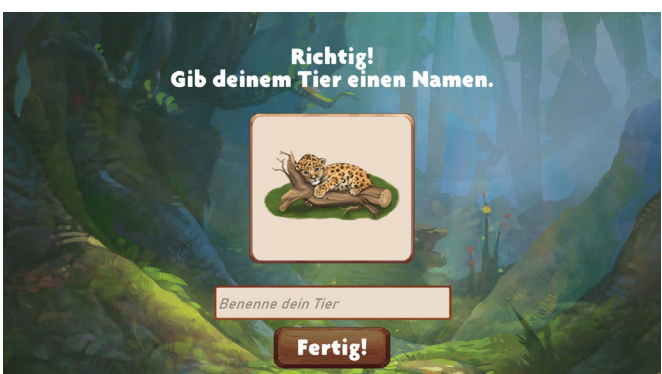 Richtig!
Gib deinem Tier einen Namen.
Benenne dein Tier
Fertig!